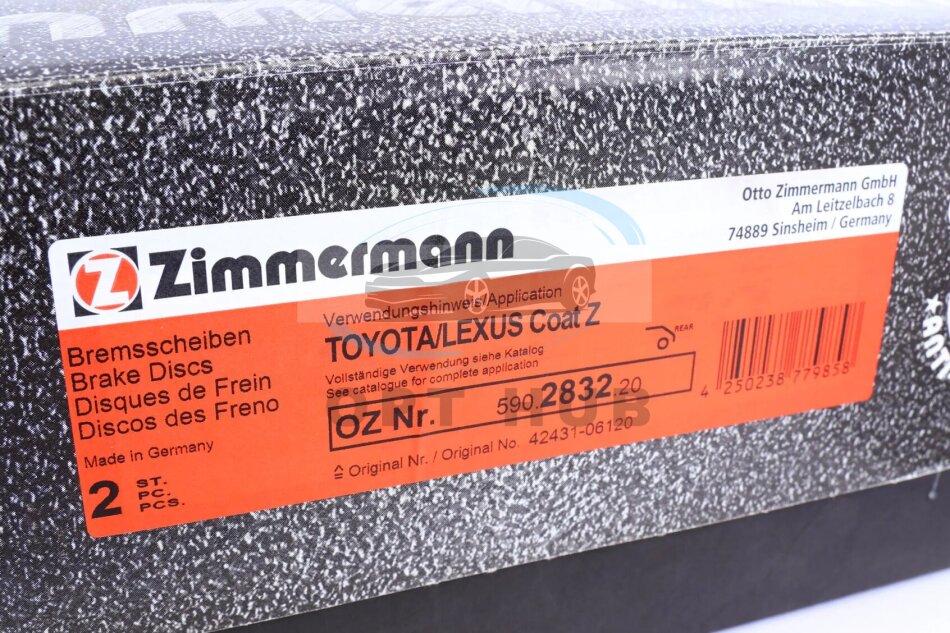 Zimmermann
Otto Zimmermann GmbH
Am Leitzelbach 8
74889 Sinsheim / Germany
Bremsscheiben
Brake Discs
Disques de Frein
Discos des Freno
Made in Germany
2 ST.
PC.
PCS.
Verwendungshinweis/Application
TOYOTA/LEXUS Coat Z
Vollständige Verwendung siehe Katalog
See catalogue for complete application
REAR
OZ Nr. 590.2832.20
≙ Original Nr. / Original No. 42431-06120
4 250238 779858